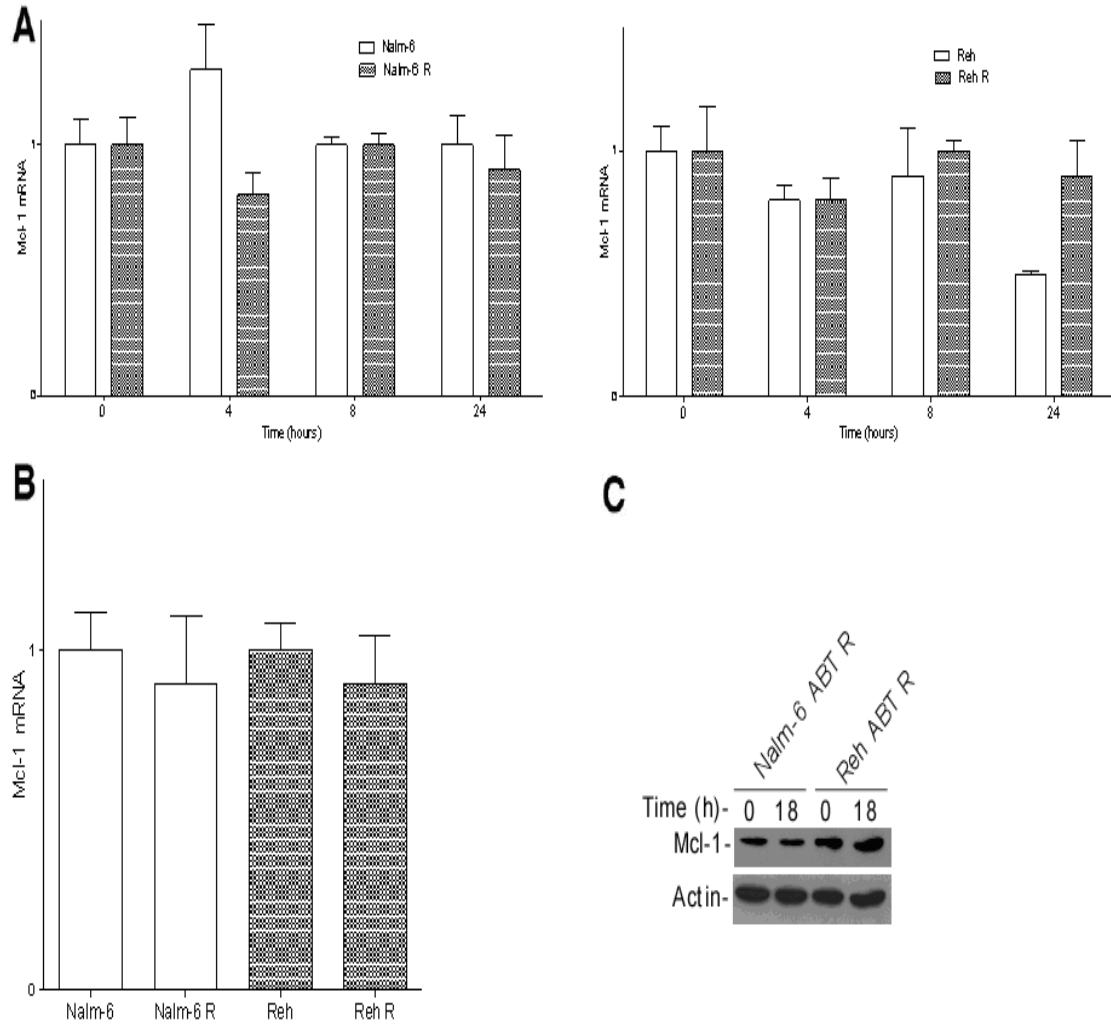 A
Nalm-6
Nalm-6 R
Mcl-1 mRNA
1
0
0 4 8 24
Time (hours)
Reh
Reh R
Mcl-1 mRNA
1
0
0 4 8 24
Time (hours)
B
Mcl-1 mRNA
1
0
Nalm-6 Nalm-6 R Reh Reh R
C
Nalm-6 ABT R
Reh ABT R
Time (h)- 0 18 0 18
Mcl-1-
Actin-